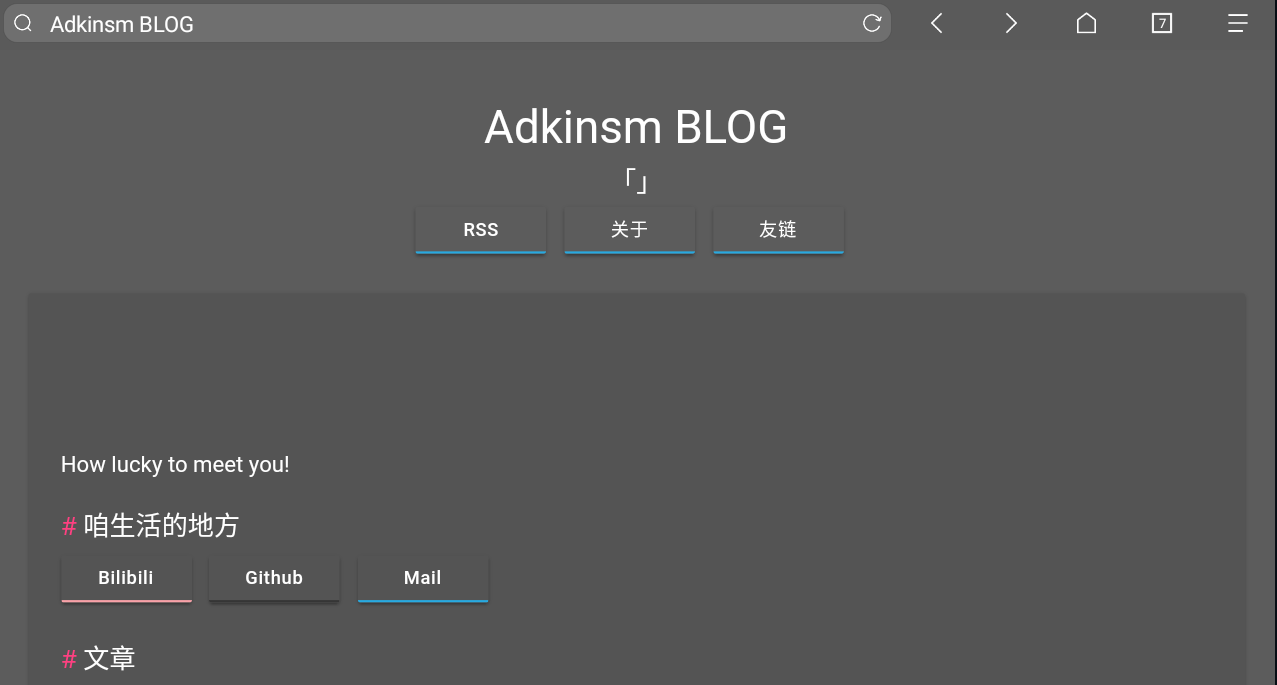 Adkinsm BLOG
7
Adkinsm BLOG
「」
RSS 关于 友链
How lucky to meet you!
# 咱生活的地方
Bilibili Github Mail
# 文章